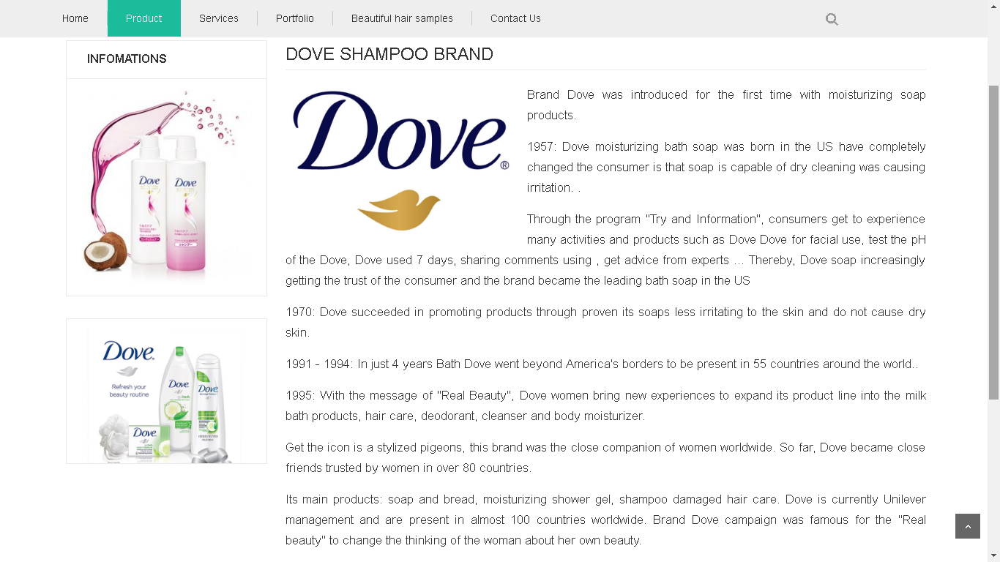 Home
Product
Services
Portfolio
Beautiful hair samples
Contact Us
INFOMATIONS
Dove
Dove
Dove
Refresh your
beauty routine
Dove
Dove
Dove
DOVE SHAMPOO BRAND
Dove®
Brand Dove was introduced for the first time with moisturizing soap
products.
1957: Dove moisturizing bath soap was born in the US have completely
changed the consumer is that soap is capable of dry cleaning was causing
irritation. .
Through the program "Try and Information", consumers get to experience
many activities and products such as Dove Dove for facial use, test the pH
of the Dove, Dove used 7 days, sharing comments using , get advice from experts ... Thereby, Dove soap increasingly
getting the trust of the consumer and the brand became the leading bath soap in the US
1970: Dove succeeded in promoting products through proven its soaps less irritating to the skin and do not cause dry
skin.
1991 - 1994: In just 4 years Bath Dove went beyond America's borders to be present in 55 countries around the world..
1995: With the message of "Real Beauty", Dove women bring new experiences to expand its product line into the milk
bath products, hair care, deodorant, cleanser and body moisturizer.
Get the icon is a stylized pigeons, this brand was the close companion of women worldwide. So far, Dove became close
friends trusted by women in over 80 countries.
Its main products: soap and bread, moisturizing shower gel, shampoo damaged hair care. Dove is currently Unilever
management and are present in almost 100 countries worldwide. Brand Dove campaign was famous for the "Real
beauty" to change the thinking of the woman about her own beauty.